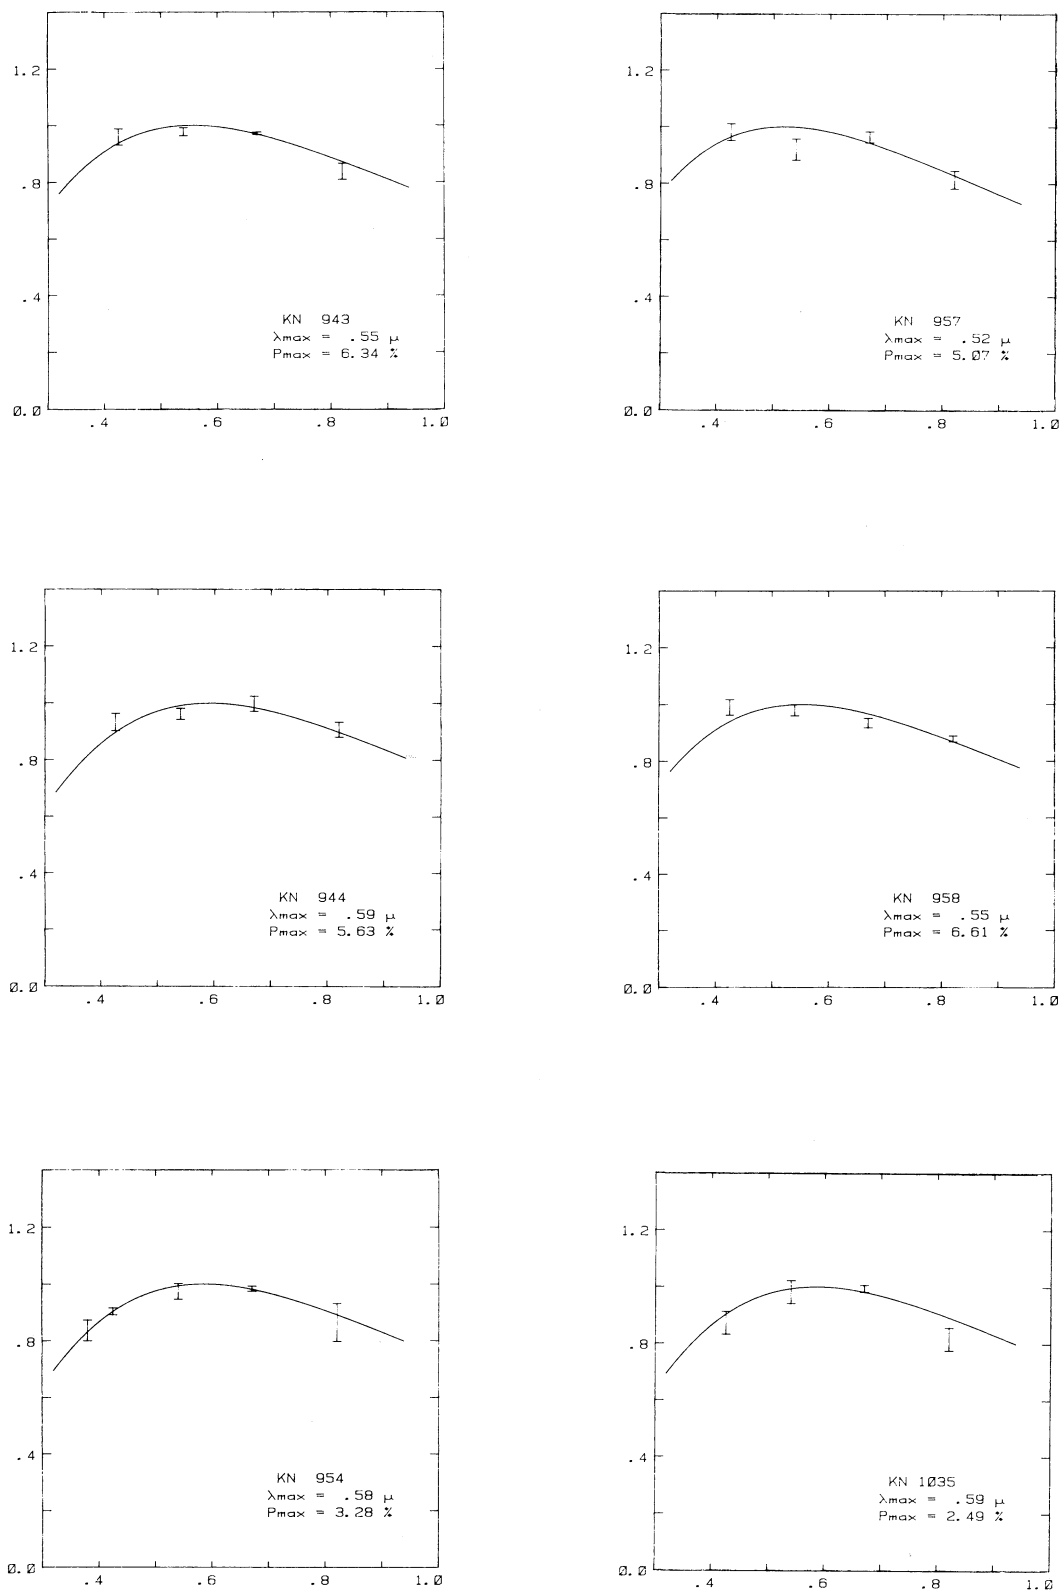 1.2
.8
.4
0.0
.4 .6 .8 1.0
KN 943
λmax = .55 μ
Pmax = 6.34 %
1.2
.8
.4
0.0
.4 .6 .8 1.0
KN 957
λmax = .52 μ
Pmax = 5.07 %
1.2
.8
.4
0.0
.4 .6 .8 1.0
KN 944
λmax = .59 μ
Pmax = 5.63 %
1.2
.8
.4
0.0
.4 .6 .8 1.0
KN 958
λmax = .55 μ
Pmax = 6.61 %
1.2
.8
.4
0.0
.4 .6 .8 1.0
KN 954
λmax = .58 μ
Pmax = 3.28 %
1.2
.8
.4
0.0
.4 .6 .8 1.0
KN 1035
λmax = .59 μ
Pmax = 2.49 %